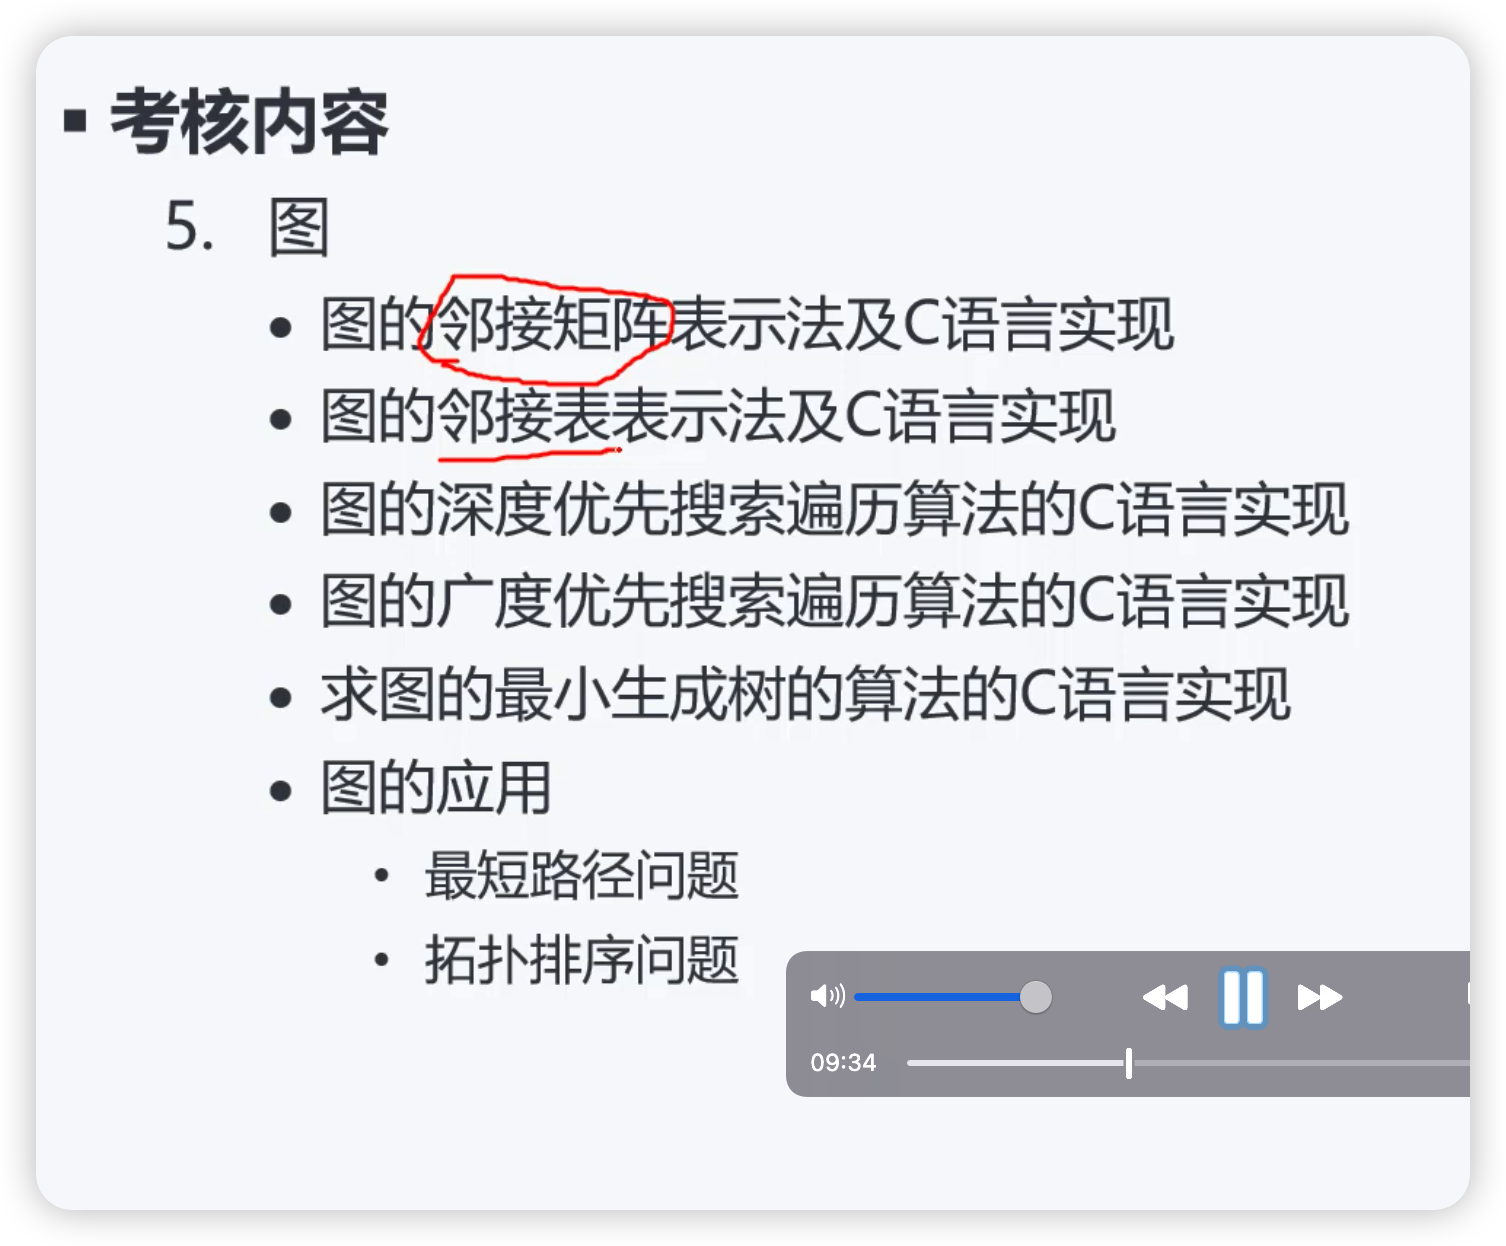 ▪ 考核内容
5. 图
• 图的邻接矩阵表示法及C语言实现
• 图的邻接表表示法及C语言实现
• 图的深度优先搜索遍历算法的C语言实现
• 图的广度优先搜索遍历算法的C语言实现
• 求图的最小生成树的算法的C语言实现
• 图的应用
• 最短路径问题
• 拓扑排序问题
09:34